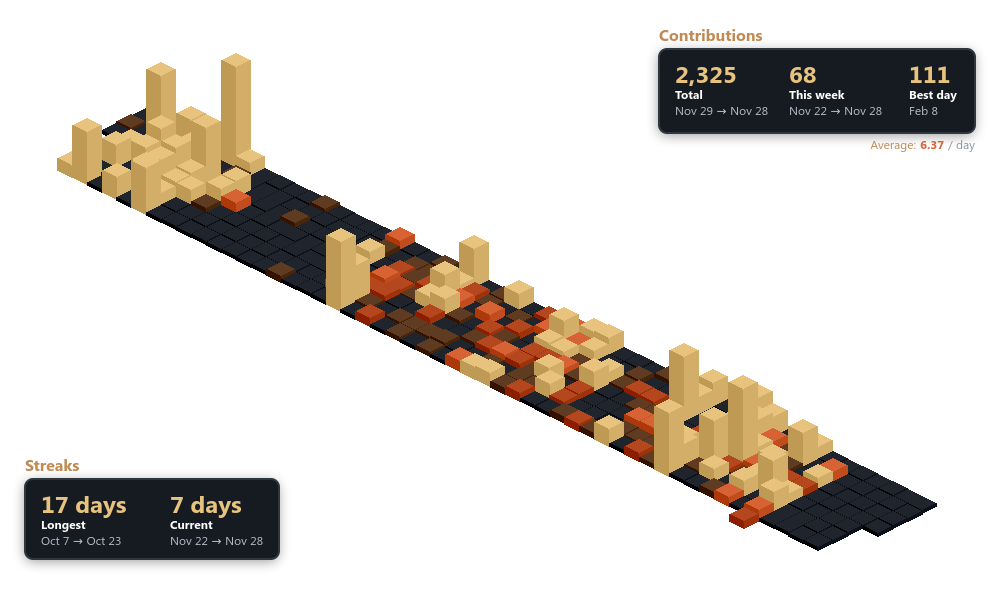 Contributions
2,325 68 111
Total This week Best day
Nov 29 → Nov 28 Nov 22 → Nov 28 Feb 8
Average: 6.37 / day
Streaks
17 days 7 days
Longest Current
Oct 7 → Oct 23 Nov 22 → Nov 28